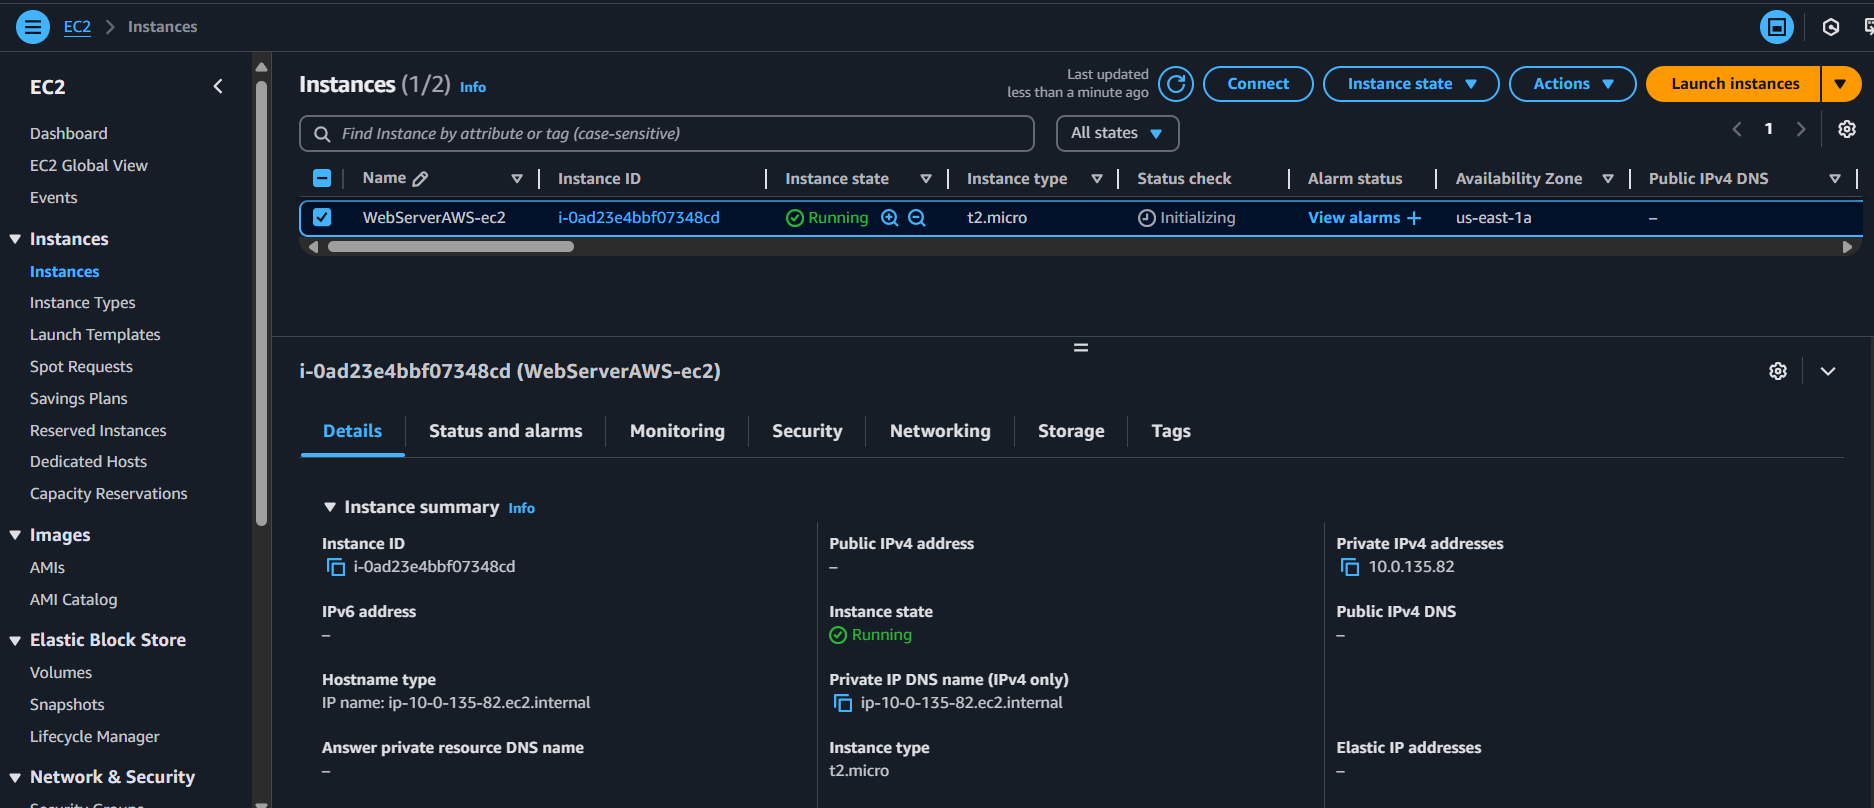 EC2 > Instances
EC2
Dashboard
EC2 Global View
Events
Instances
Instances
Instance Types
Launch Templates
Spot Requests
Savings Plans
Reserved Instances
Dedicated Hosts
Capacity Reservations
Images
AMIs
AMI Catalog
Elastic Block Store
Volumes
Snapshots
Lifecycle Manager
Network & Security
Instances (1/2) Info
Last updated
less than a minute ago
Connect
Instance state
Actions
Launch instances
Find Instance by attribute or tag (case-sensitive)
All states
1
Name Instance ID Instance state Instance type Status check Alarm status Availability Zone Public IPv4 DNS
WebServerAWS-ec2 i-0ad23e4bbf07348cd Running t2.micro Initializing View alarms + us-east-1a –
i-0ad23e4bbf07348cd (WebServerAWS-ec2)
Details Status and alarms Monitoring Security Networking Storage Tags
Instance summary Info
Instance ID
i-0ad23e4bbf07348cd
Public IPv4 address
–
Private IPv4 addresses
10.0.135.82
IPv6 address
–
Instance state
Running
Public IPv4 DNS
–
Hostname type
IP name: ip-10-0-135-82.ec2.internal
Private IP DNS name (IPv4 only)
ip-10-0-135-82.ec2.internal
Answer private resource DNS name
–
Instance type
t2.micro
Elastic IP addresses
–